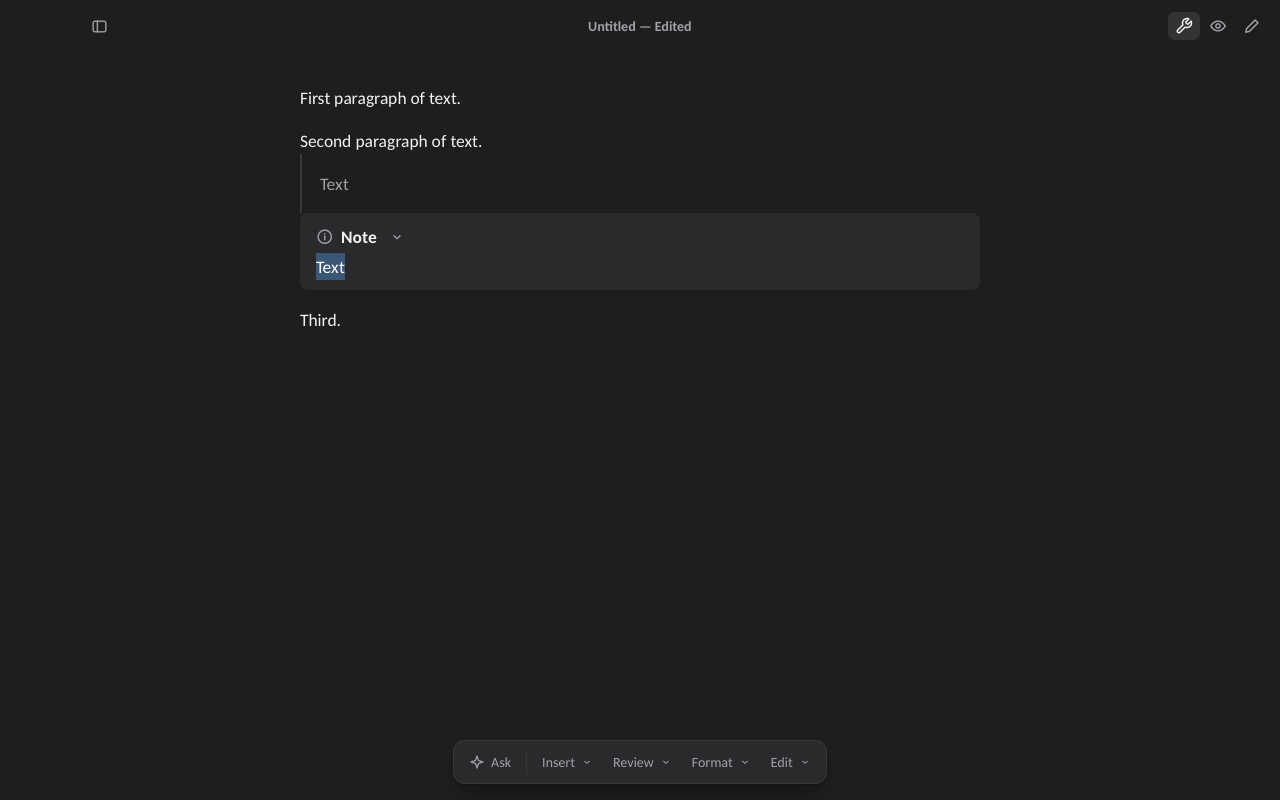 Untitled — Edited
First paragraph of text.
Second paragraph of text.
Text
Note
Text
Third.
Ask Insert Review Format Edit